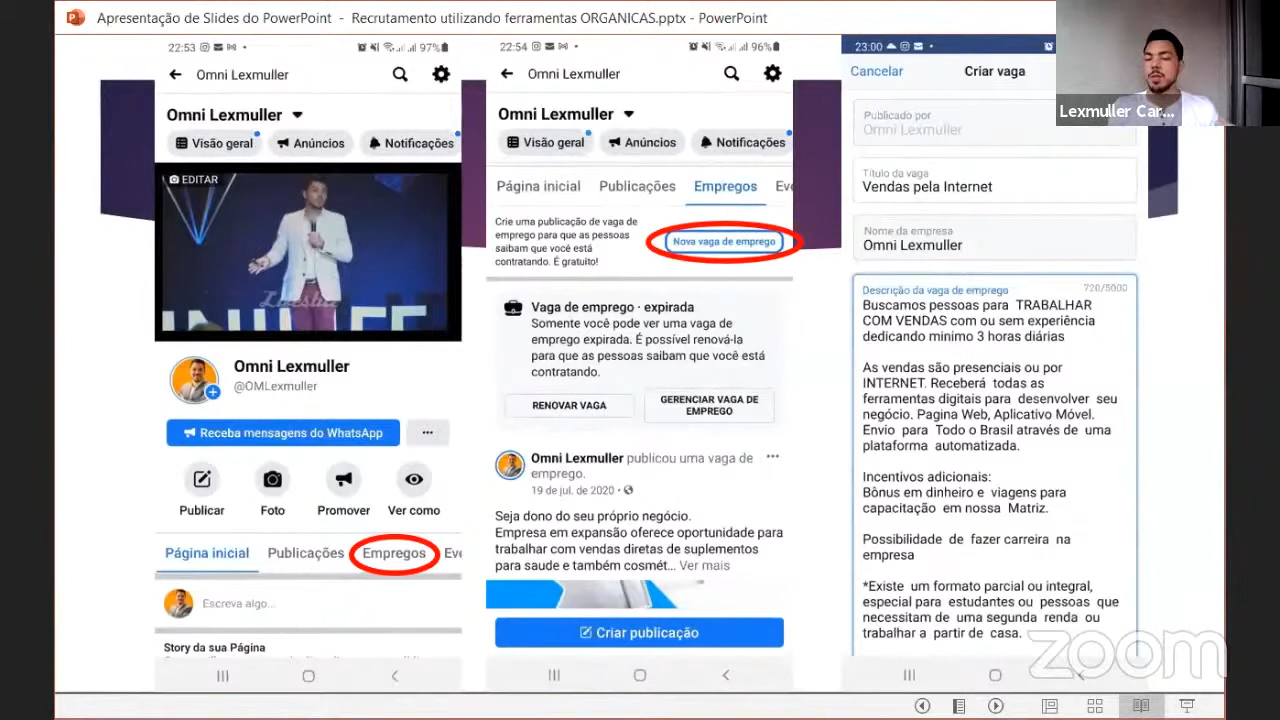 Apresentação de Slides do PowerPoint - Recrutamento utilizando ferramentas ORGANICAS.pptx - PowerPoint
22:53
97%
Omni Lexmuller
Omni Lexmuller
Visão geral
Anúncios
Notificações
EDITAR
Omni Lexmuller
@OMLexmuller
Receba mensagens do WhatsApp
Publicar
Foto
Promover
Ver como
Página inicial
Publicações
Empregos
Eve
Escreva algo...
Story da sua Página
22:54
96%
Omni Lexmuller
Omni Lexmuller
Visão geral
Anúncios
Notificações
Página inicial
Publicações
Empregos
Eve
Crie uma publicação de vaga de
emprego para que as pessoas
saibam que você está
contratando. É gratuito!
Nova vaga de emprego
Vaga de emprego · expirada
Somente você pode ver uma vaga de
emprego expirada. É possível renová-la
para que as pessoas saibam que você está
contratando.
RENOVAR VAGA
GERENCIAR VAGA DE
EMPREGO
Omni Lexmuller publicou uma vaga de
emprego.
19 de jul. de 2020 ·
Seja dono do seu próprio negócio.
Empresa em expansão oferece oportunidade para
trabalhar com vendas diretas de suplementos
para saude e também cosmét... Ver mais
Criar publicação
23:00
Cancelar
Criar vaga
Publicado por
Omni Lexmuller
Título da vaga
Vendas pela Internet
Nome da empresa
Omni Lexmuller
Descrição da vaga de emprego
720/5000
Buscamos pessoas para TRABALHAR
COM VENDAS com ou sem experiência
dedicando minimo 3 horas diárias
As vendas são presenciais ou por
INTERNET. Receberá todas as
ferramentas digitais para desenvolver seu
negócio. Pagina Web, Aplicativo Móvel.
Envio para Todo o Brasil através de uma
plataforma automatizada.
Incentivos adicionais:
Bônus em dinheiro e viagens para
capacitação em nossa Matriz.
Possibilidade de fazer carreira na
empresa
*Existe um formato parcial ou integral,
especial para estudantes ou pessoas que
necessitam de uma segunda renda ou
trabalhar a partir de casa.
Lexmuller Car...
zoom